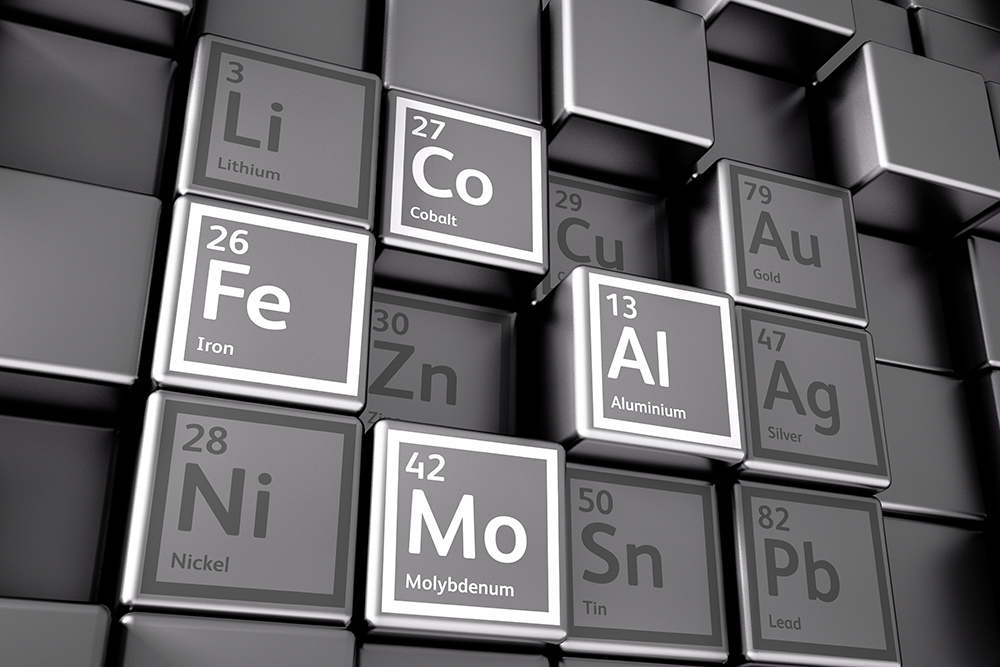 3
Li
Lithium
27
Co
Cobalt
29
Cu
79
Au
Gold
26
Fe
Iron
30
Zn
13
Al
Aluminium
47
Ag
Silver
28
Ni
Nickel
42
Mo
Molybdenum
50
Sn
Tin
82
Pb
Lead